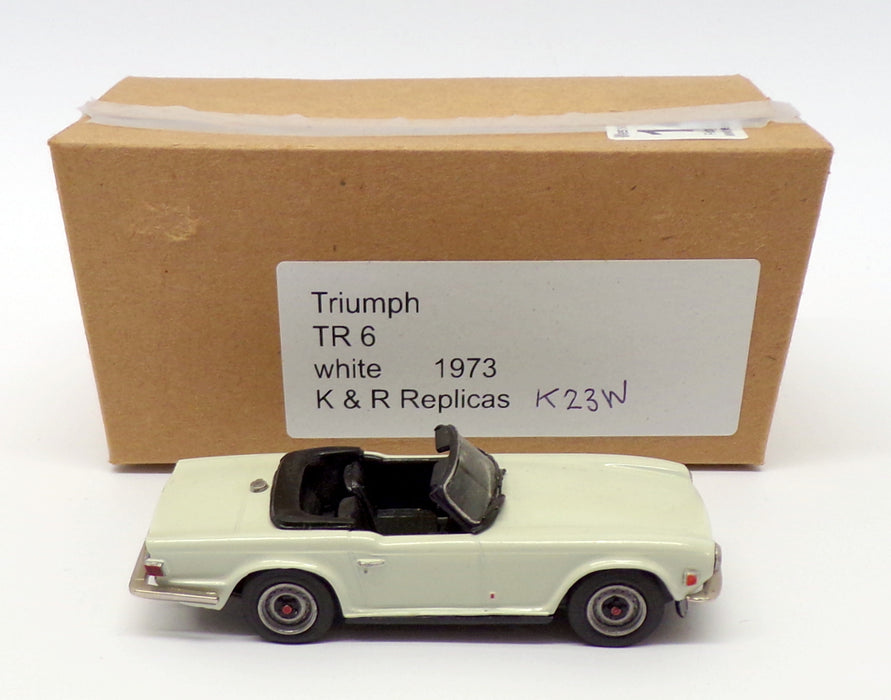 Triumph
TR 6
white 1973
K & R Replicas K23W